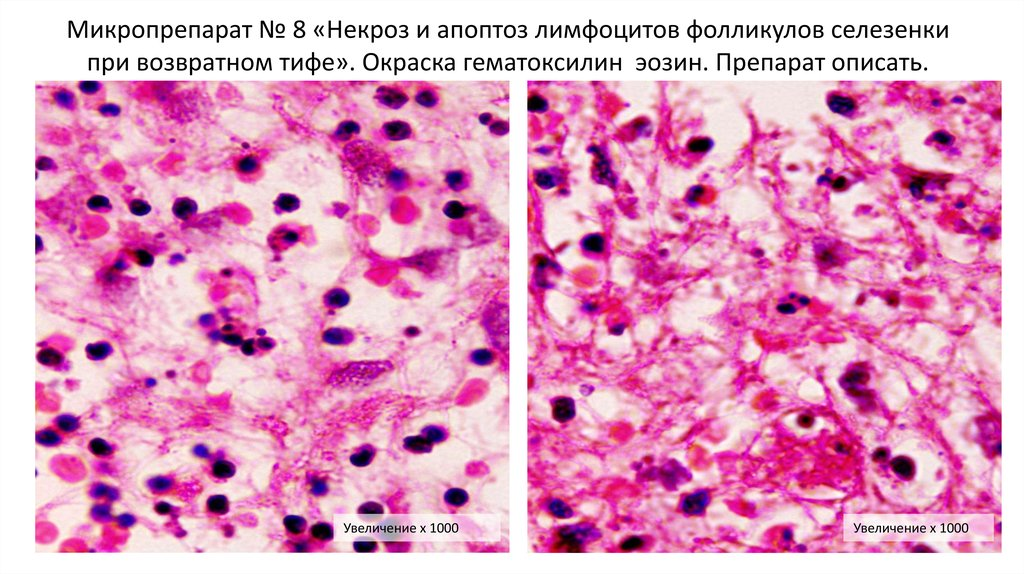 Микропрепарат № 8 «Некроз и апоптоз лимфоцитов фолликулов селезенки
при возвратном тифе». Окраска гематоксилин эозин. Препарат описать.
Увеличение х 1000
Увеличение х 1000